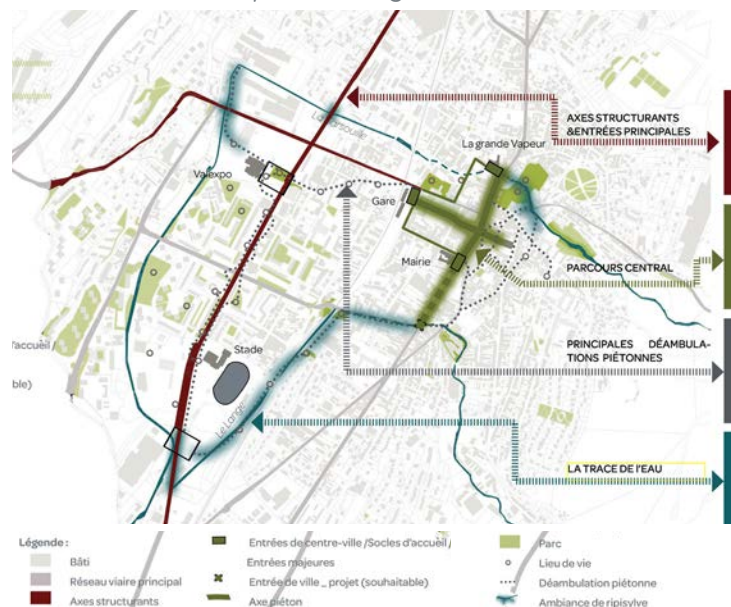 AXES STRUCTURANTS
&ENTRÉES PRINCIPALES
La grande Vapeur
Valexpo
Gare
PARCOURS CENTRAL
Mairie
PRINCIPALES DÉAMBULA-
TIONS PIÉTONNES
Stade
d'accueil /
ble)
Le Lange
LA TRACE DE l'EAU
Légende :
Bâti
Réseau viaire principal
Axes structurants
Entrées de centre-ville /Socles d'accueil /
Entrées majeures
Entrée de ville _ projet (souhaitable)
Axe piéton
Parc
Lieu de vie
Déambulation piétonne
Ambiance de ripisylve